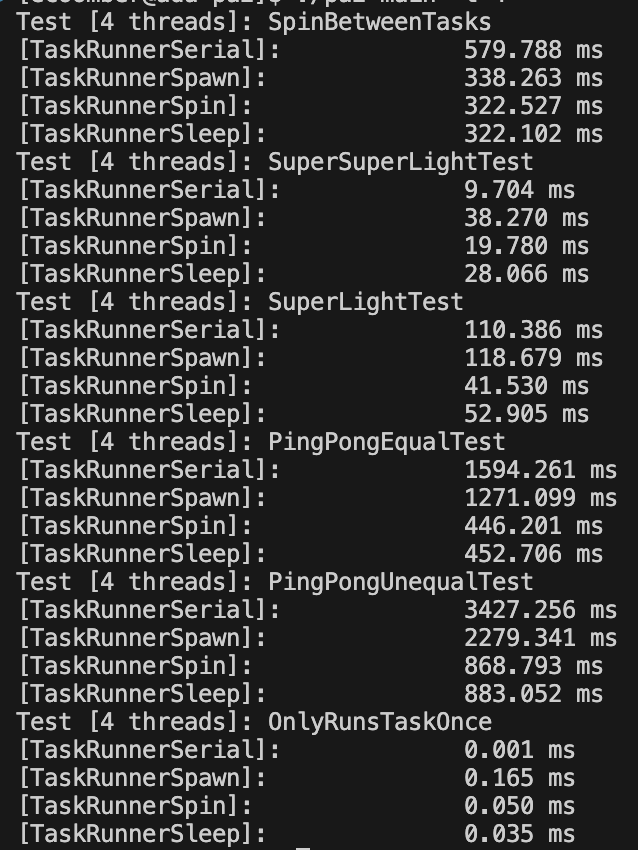 Test [4 threads]: SpinBetweenTasks
[TaskRunnerSerial]: 579.788 ms
[TaskRunnerSpawn]: 338.263 ms
[TaskRunnerSpin]: 322.527 ms
[TaskRunnerSleep]: 322.102 ms
Test [4 threads]: SuperSuperLightTest
[TaskRunnerSerial]: 9.704 ms
[TaskRunnerSpawn]: 38.270 ms
[TaskRunnerSpin]: 19.780 ms
[TaskRunnerSleep]: 28.066 ms
Test [4 threads]: SuperLightTest
[TaskRunnerSerial]: 110.386 ms
[TaskRunnerSpawn]: 118.679 ms
[TaskRunnerSpin]: 41.530 ms
[TaskRunnerSleep]: 52.905 ms
Test [4 threads]: PingPongEqualTest
[TaskRunnerSerial]: 1594.261 ms
[TaskRunnerSpawn]: 1271.099 ms
[TaskRunnerSpin]: 446.201 ms
[TaskRunnerSleep]: 452.706 ms
Test [4 threads]: PingPongUnequalTest
[TaskRunnerSerial]: 3427.256 ms
[TaskRunnerSpawn]: 2279.341 ms
[TaskRunnerSpin]: 868.793 ms
[TaskRunnerSleep]: 883.052 ms
Test [4 threads]: OnlyRunsTaskOnce
[TaskRunnerSerial]: 0.001 ms
[TaskRunnerSpawn]: 0.165 ms
[TaskRunnerSpin]: 0.050 ms
[TaskRunnerSleep]: 0.035 ms